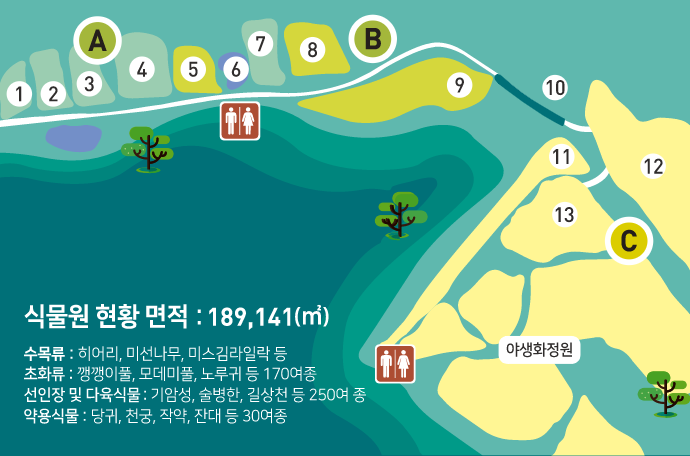 A
B
1
2
3
4
5
6
7
8
9
10
11
12
13
C
식물원 현황 면적 : 189,141(㎡)
야생화정원
수목류 : 히어리, 미선나무, 미스김라일락 등
초화류 : 깽깽이풀, 모데미풀, 노루귀 등 170여종
선인장 및 다육식물 : 기암성, 술병란, 길상천 등 250여 종
약용식물 : 당귀, 천궁, 작약, 잔대 등 30여종